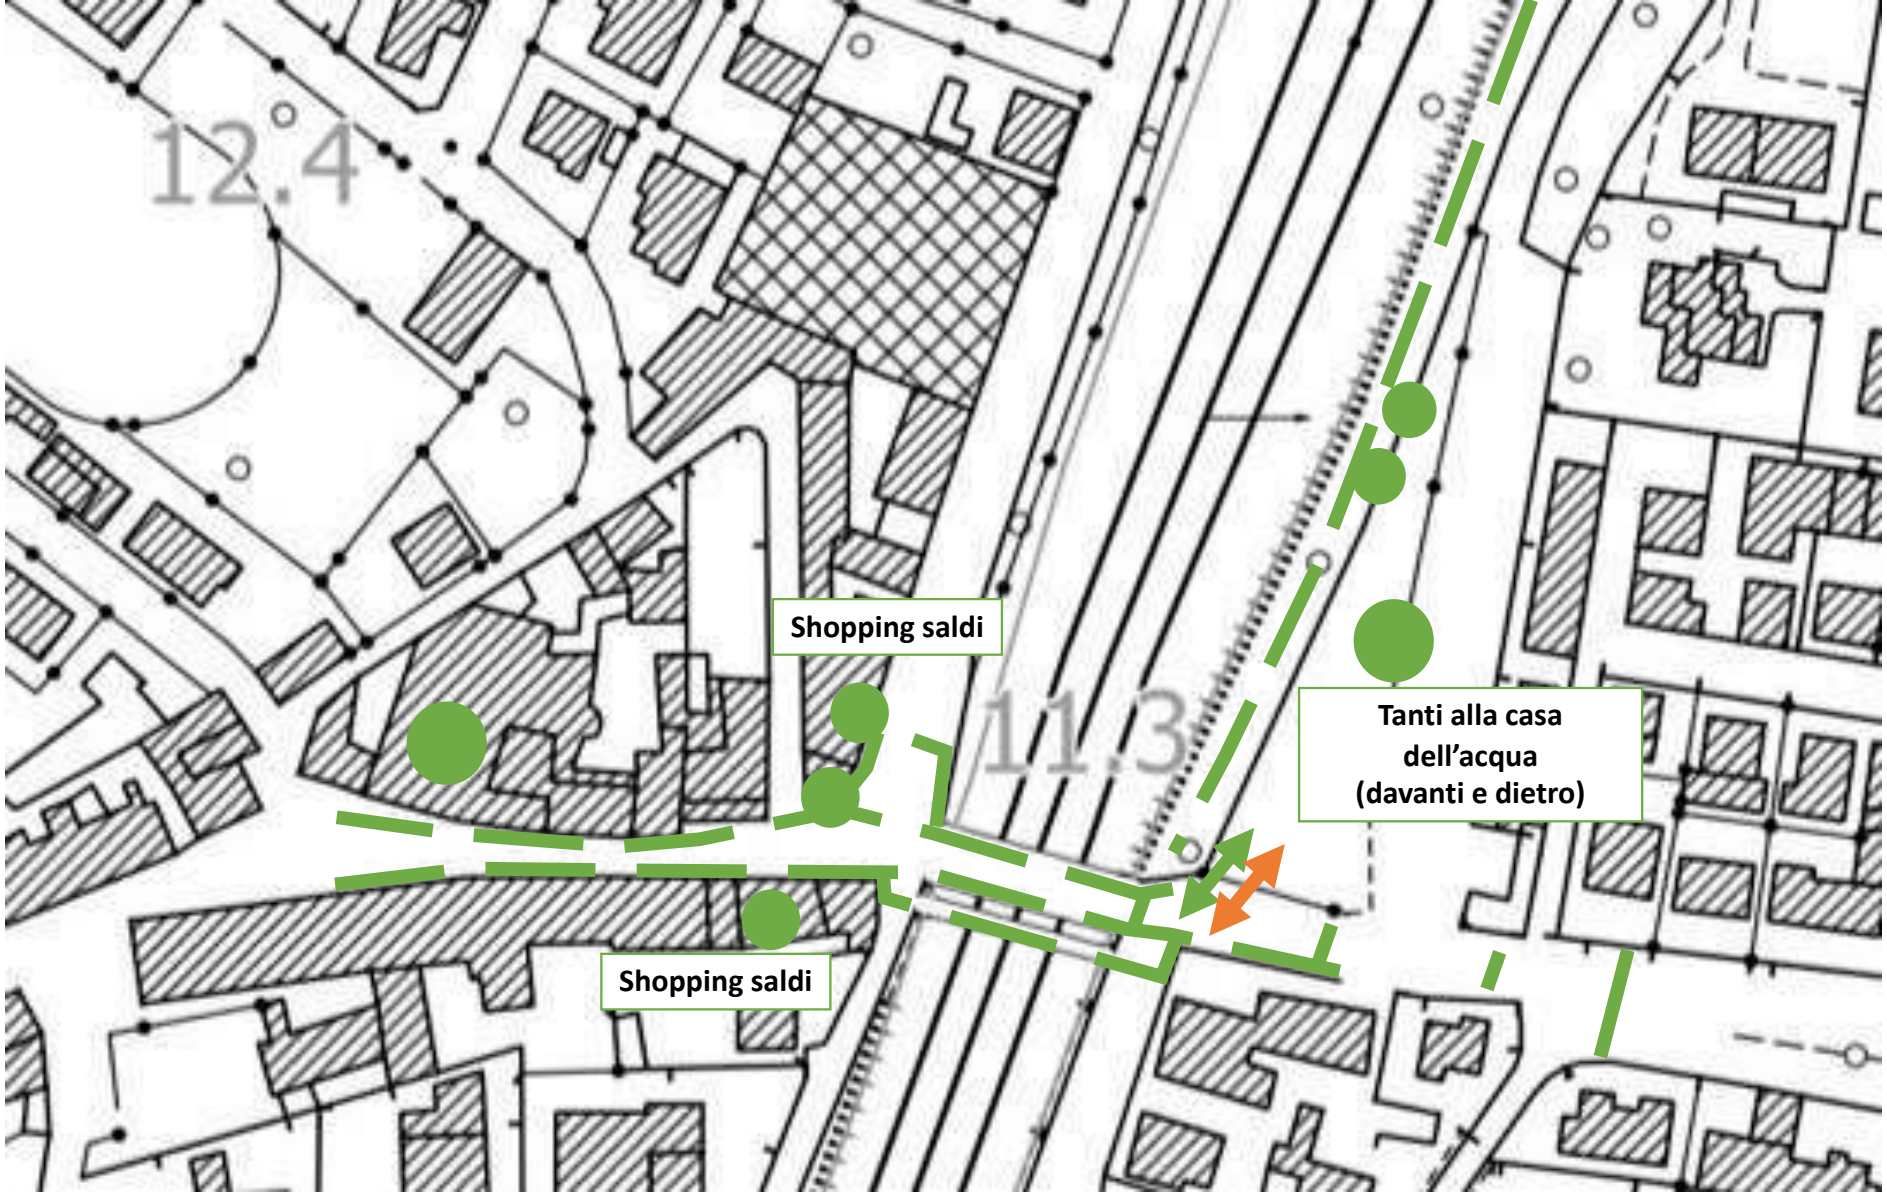 12.4
Shopping saldi
11.3
Tanti alla casa
dell’acqua
(davanti e dietro)
Shopping saldi